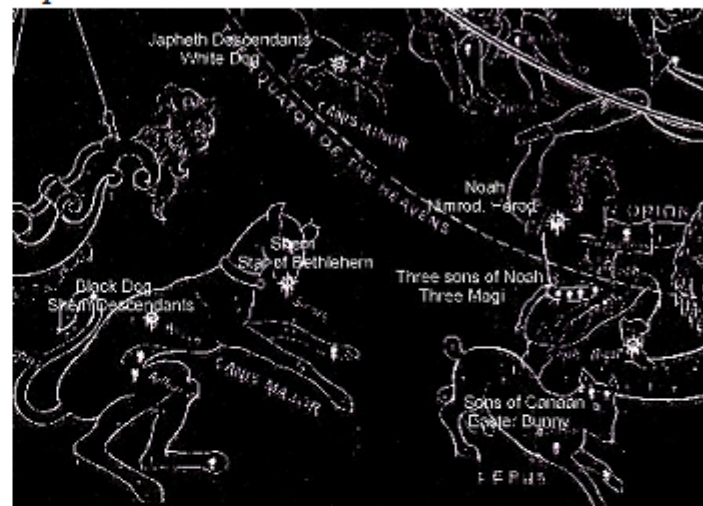 Japheth Descendants
White Dog
CANIS MINOR
EQUATOR OF THE HEAVENS
Noah
Nimrod, Herod
ORION
Shem
Star of Bethlehem
Three sons of Noah
Three Magi
Black Dog
Shem Descendants
CANIS MAJOR
Sons of Canaan
Easter Bunny
LEPUS